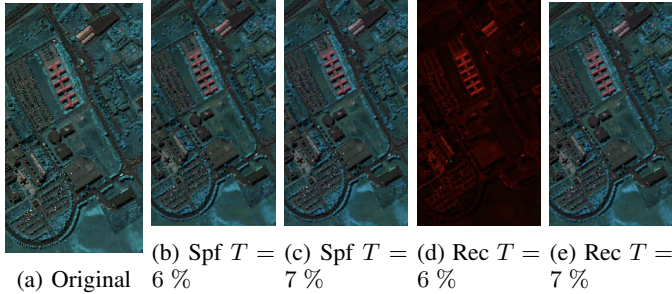 (a) Original
(b) Spf T =
6 %
(c) Spf T =
7 %
(d) Rec T =
6 %
(e) Rec T =
7 %